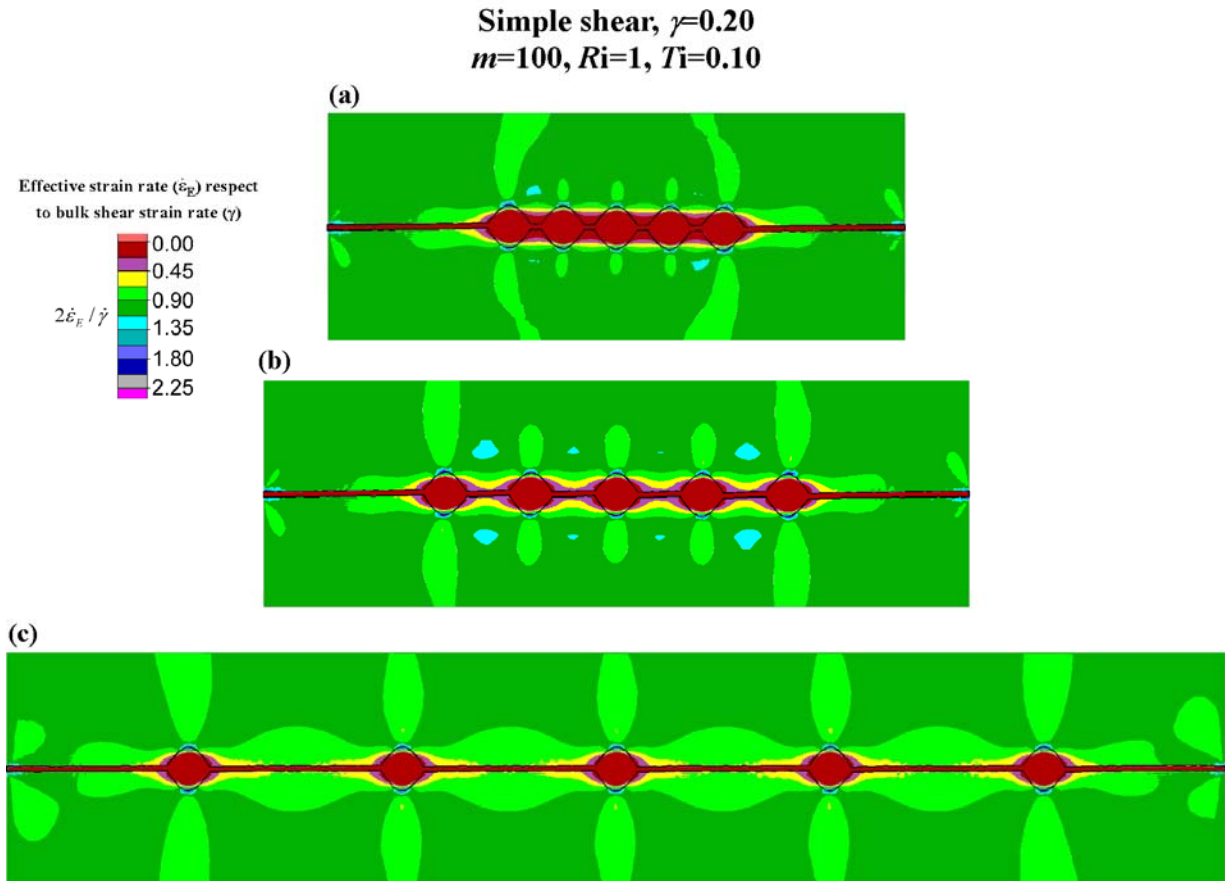 Simple shear, γ=0.20
m=100, Ri=1, Ti=0.10
(a)
Effective strain rate (ε̇E) respect
to bulk shear strain rate (γ)
0.00
0.45
0.90
2ε̇E / γ̇
1.35
1.80
2.25
(b)
(c)